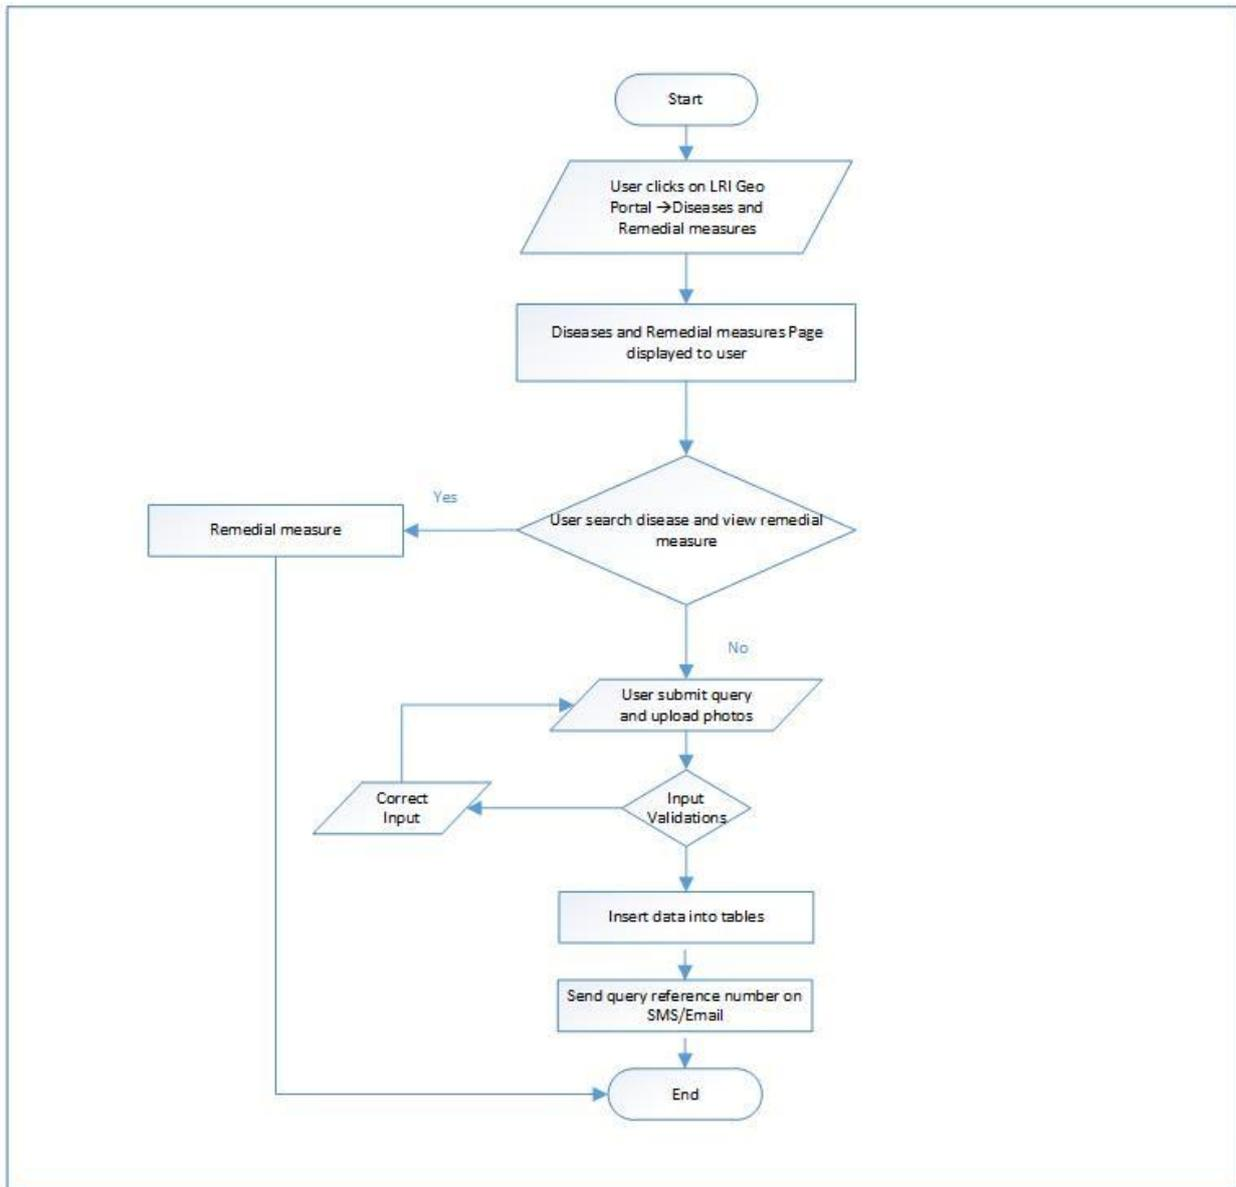 Start
User clicks on LRI Geo
Portal →Diseases and
Remedial measures
Diseases and Remedial measures Page
displayed to user
User search disease and view remedial
measure
Yes
Remedial measure
No
User submit query
and upload photos
Input
Validations
Correct
Input
Insert data into tables
Send query reference number on
SMS/Email
End